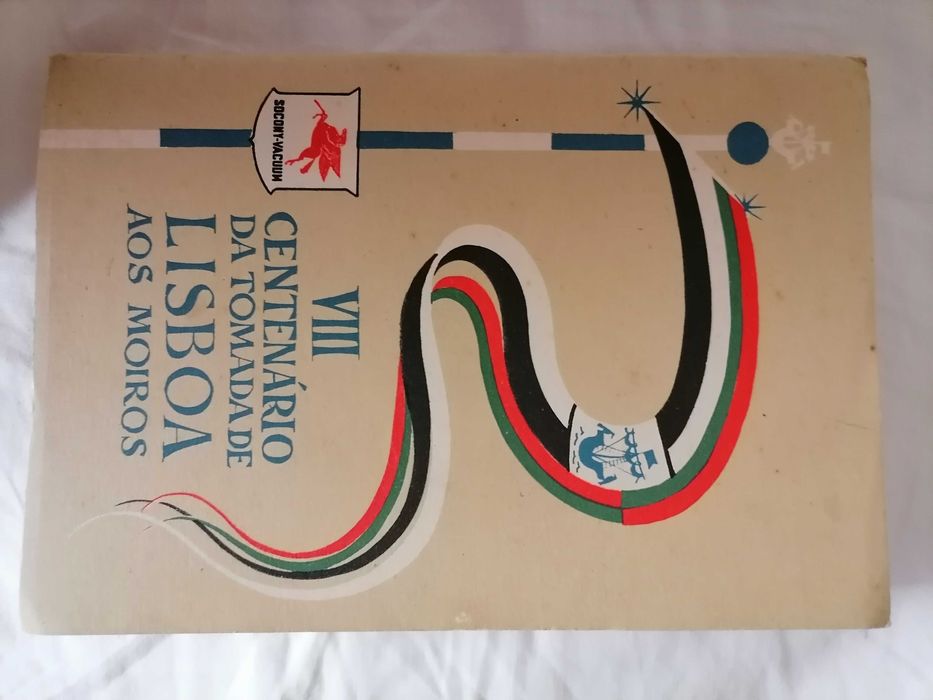 SOCONY-VACUUM
VIII
CENTENÁRIO
DA TOMADA DE
LISBOA
AOS MOIROS